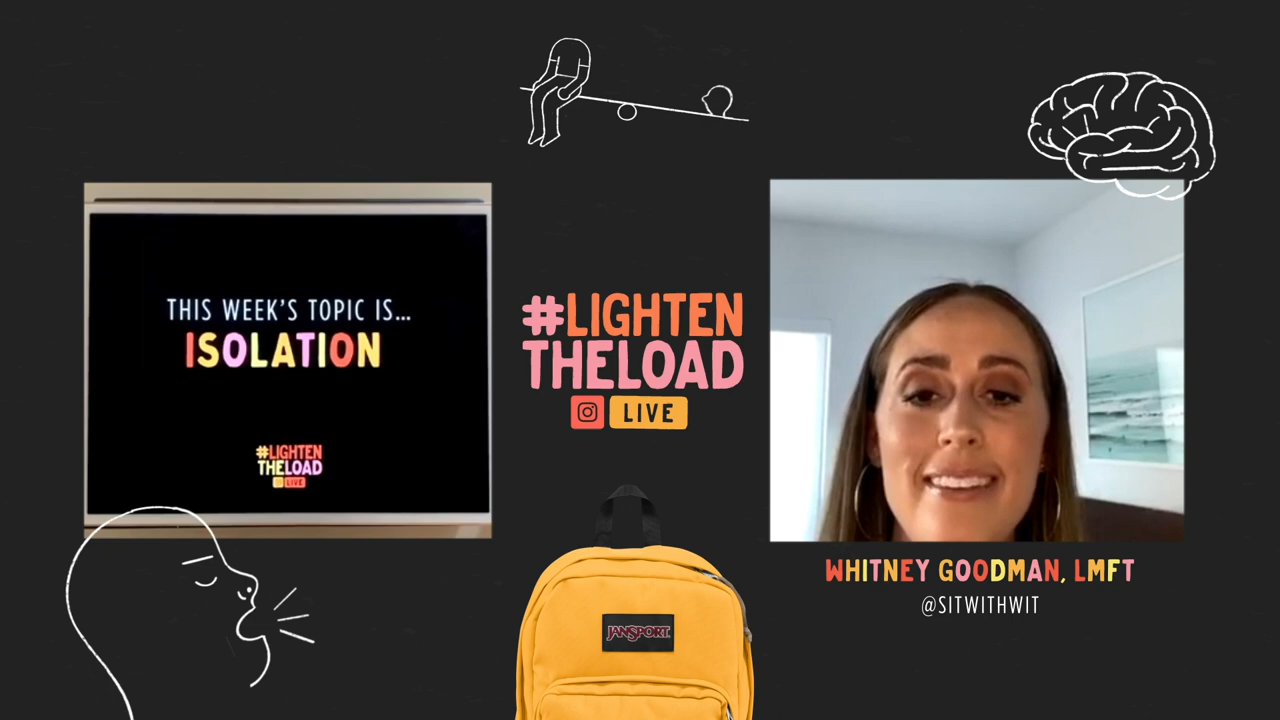 THIS WEEK'S TOPIC IS...
ISOLATION
#LIGHTEN
THELOAD
LIVE
#LIGHTEN
THELOAD
LIVE
JANSPORT
WHITNEY GOODMAN, LMFT
@SITWITHWIT